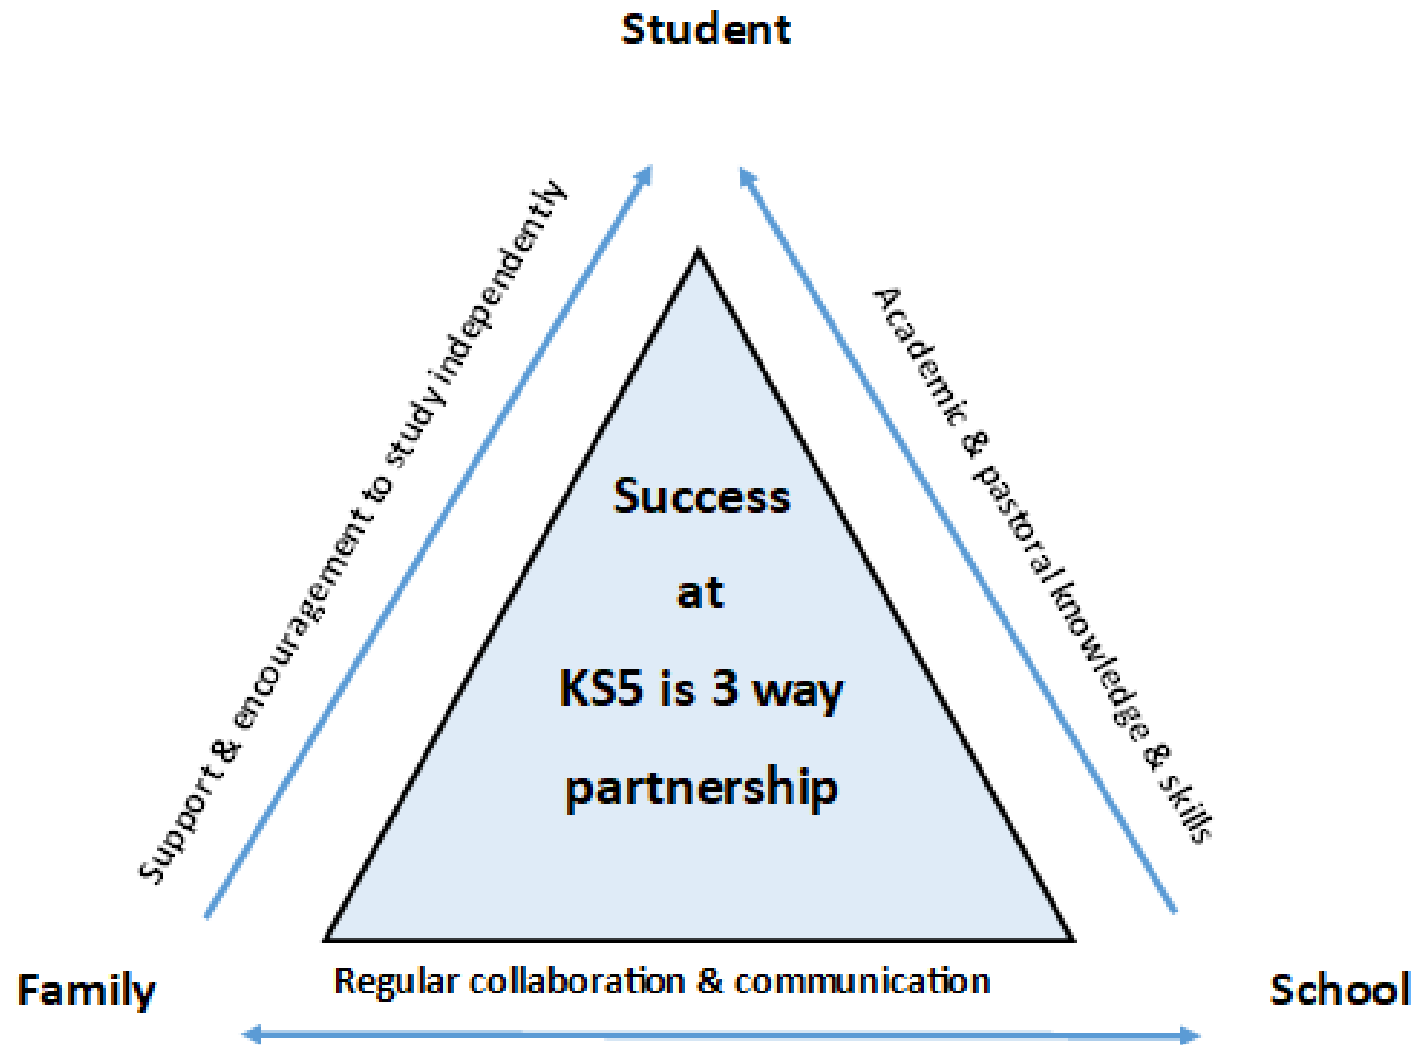 Student
Support & encouragement to study independently
Academic & pastoral knowledge & skills
Success
at
KS5 is 3 way
partnership
Family
Regular collaboration & communication
School